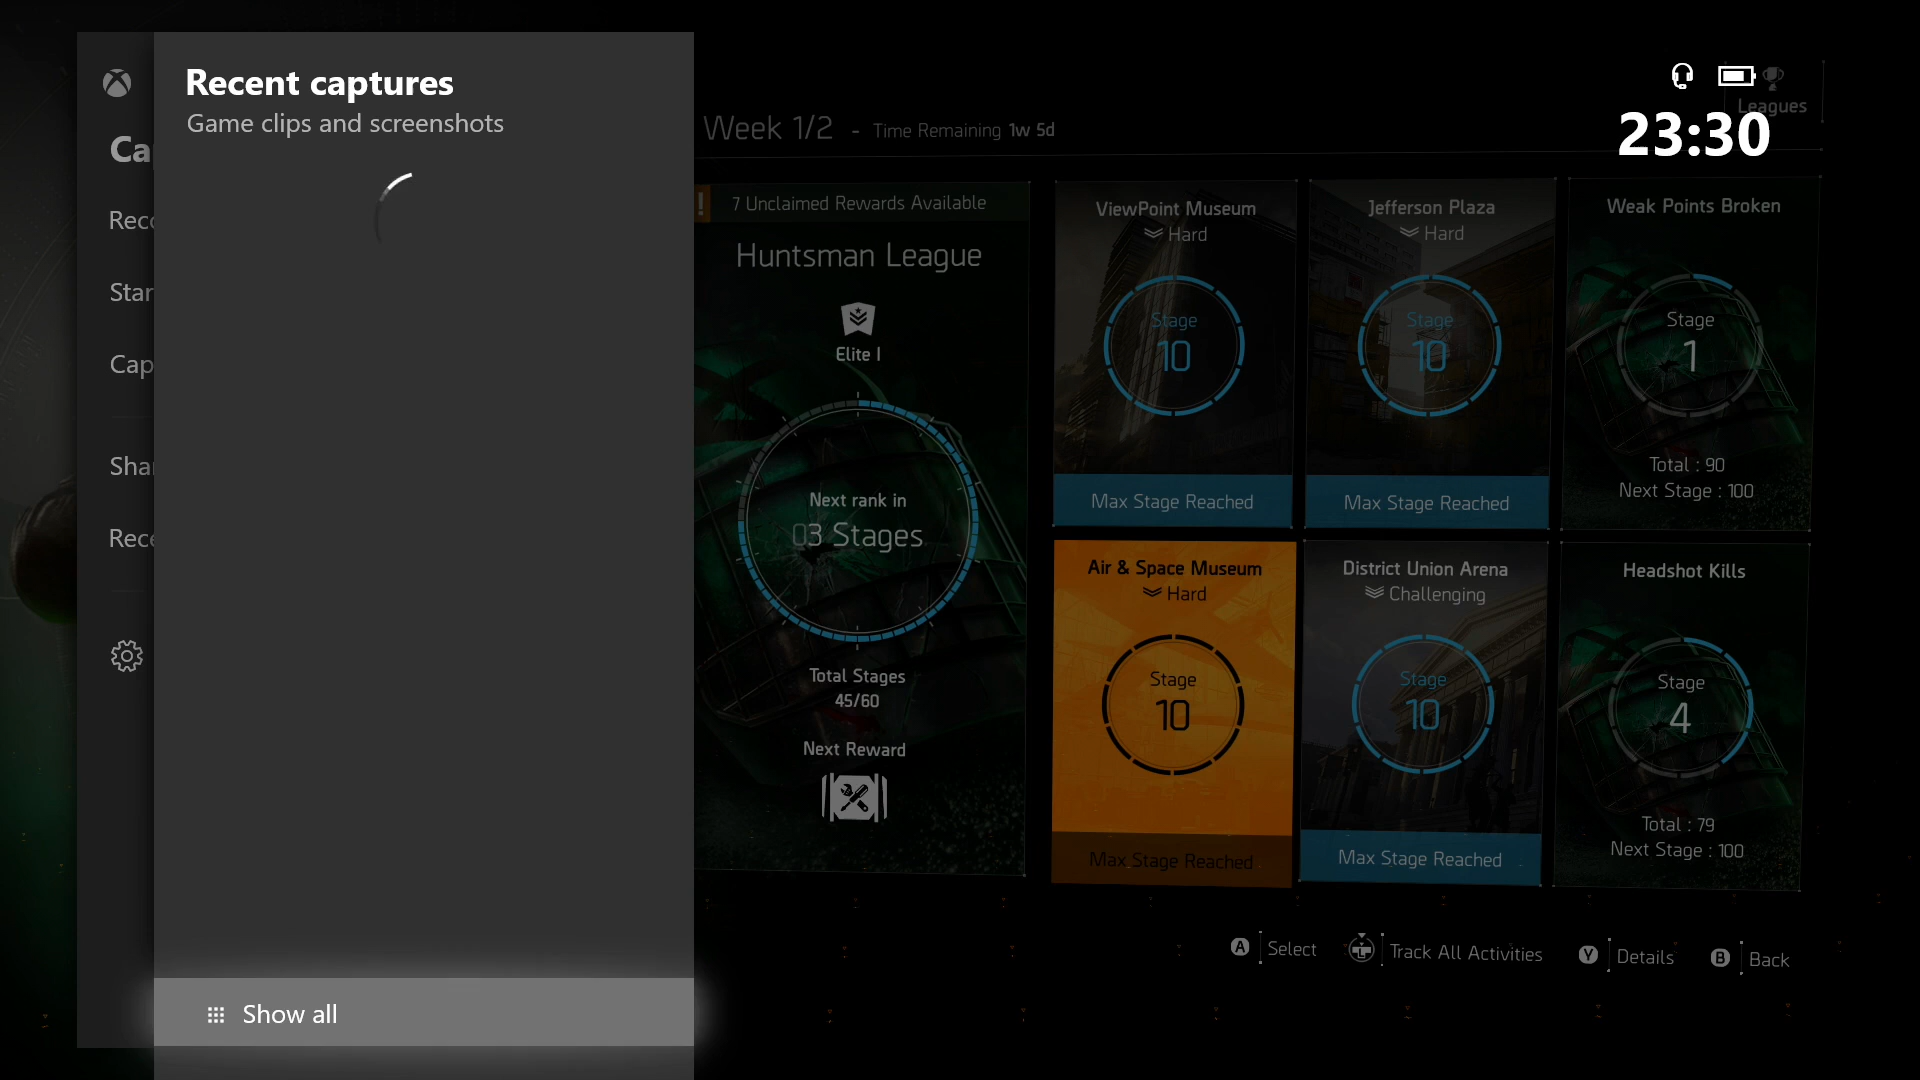 Recent captures
Game clips and screenshots
Ca
Reco
Star
Cap
Shar
Rece
Show all
Leagues
23:30
Week 1/2 - Time Remaining 1w 5d
! 7 Unclaimed Rewards Available
Huntsman League
Elite I
Next rank in
03 Stages
Total Stages
45/60
Next Reward
ViewPoint Museum
Hard
Stage
10
Max Stage Reached
Jefferson Plaza
Hard
Stage
10
Max Stage Reached
Weak Points Broken
Stage
1
Total : 90
Next Stage : 100
Air & Space Museum
Hard
Stage
10
Max Stage Reached
District Union Arena
Challenging
Stage
10
Max Stage Reached
Headshot Kills
Stage
4
Total : 79
Next Stage : 100
A Select
Track All Activities
Y Details
B Back